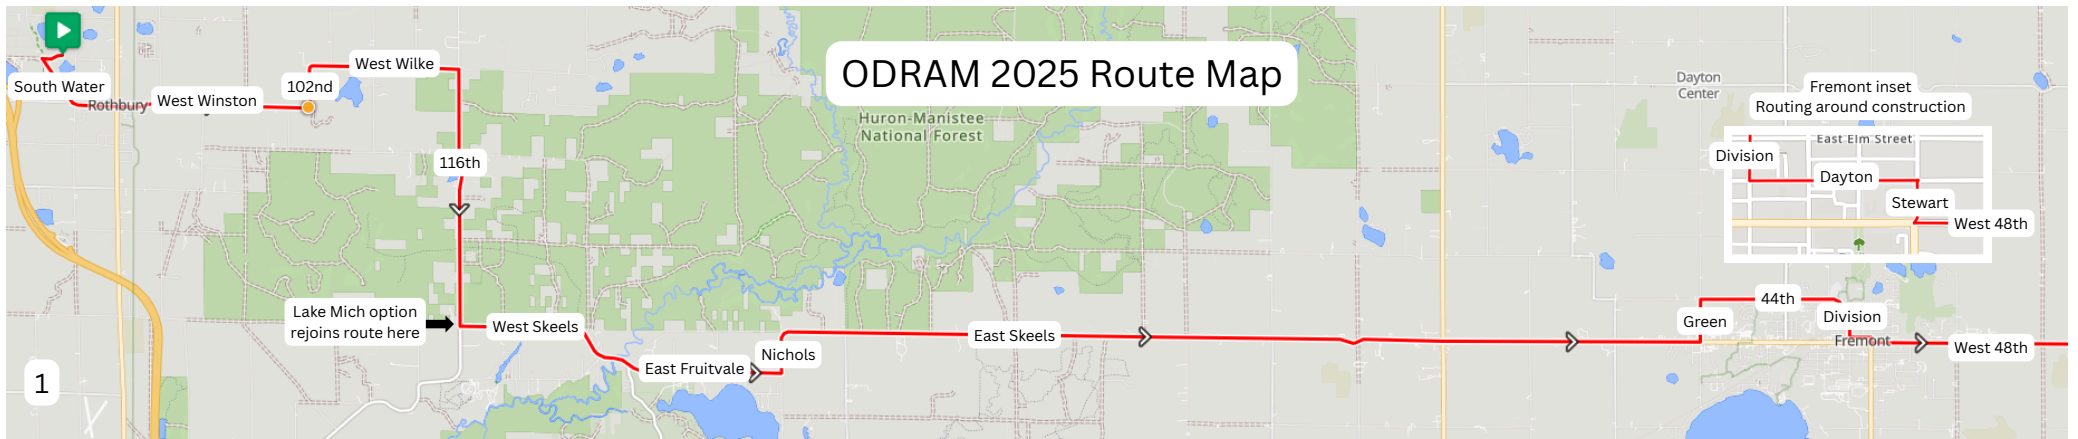 ODRAM 2025 Route Map
South Water
Rothbury
West Winston
102nd
West Wilke
116th
Huron-Manistee
National Forest
Dayton
Center
Fremont inset
Routing around construction
East Elm Street
Division
Dayton
Stewart
West 48th
Lake Mich option
rejoins route here
West Skeels
East Fruitvale
Nichols
East Skeels
Green
44th
Division
Fremont
West 48th
1